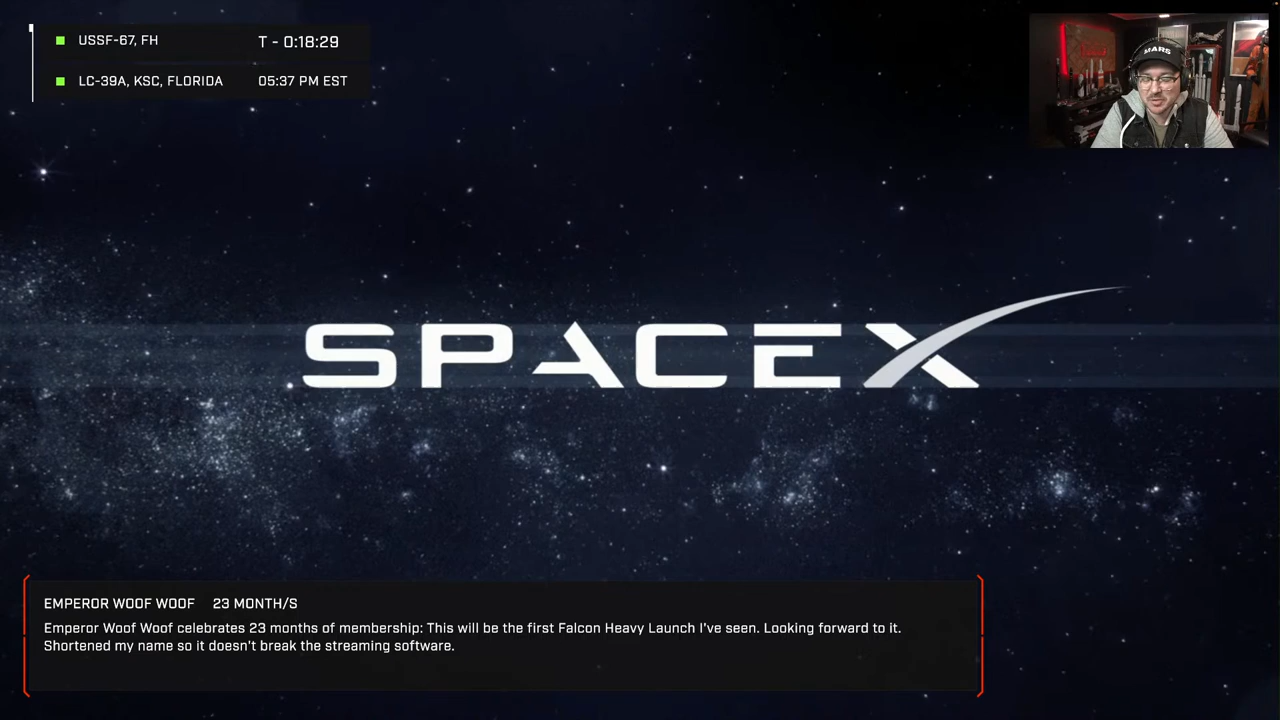 USSF-67, FH
T - 0:18:29
LC-39A, KSC, FLORIDA
05:37 PM EST
MARS
SPACEX
EMPEROR WOOF WOOF 23 MONTH/S
Emperor Woof Woof celebrates 23 months of membership: This will be the first Falcon Heavy Launch I've seen. Looking forward to it.
Shortened my name so it doesn't break the streaming software.